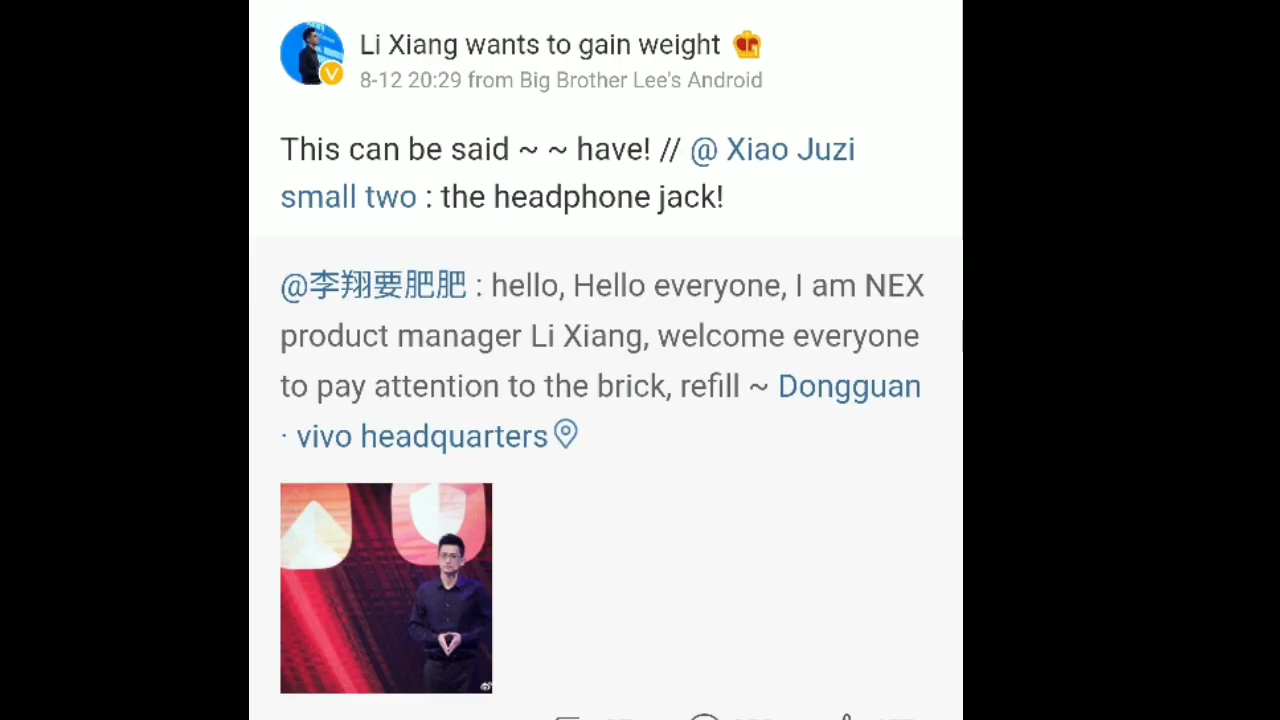 Li Xiang wants to gain weight
8-12 20:29 from Big Brother Lee's Android
This can be said ~ ~ have! // @ Xiao Juzi
small two : the headphone jack!
@李翔要肥肥 : hello, Hello everyone, I am NEX
product manager Li Xiang, welcome everyone
to pay attention to the brick, refill ~ Dongguan
· vivo headquarters